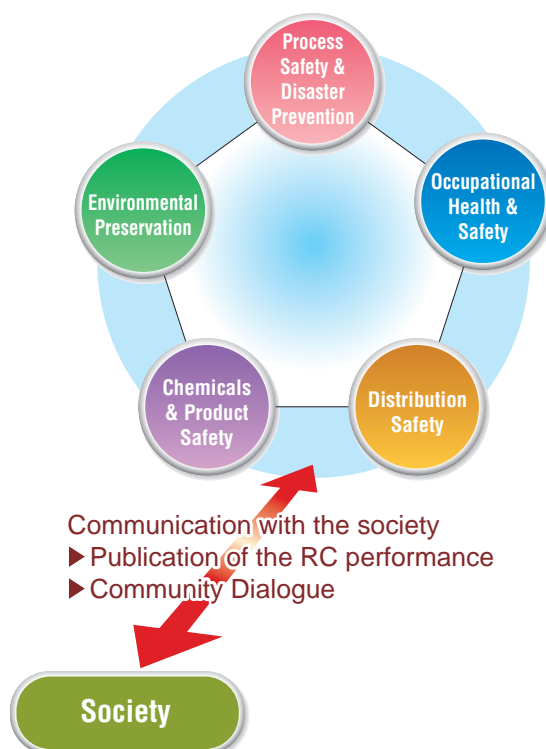 Process
Safety &
Disaster
Prevention
Environmental
Preservation
Occupational
Health &
Safety
Chemicals
& Product
Safety
Distribution
Safety
Communication with the society
▶Publication of the RC performance
▶Community Dialogue
Society